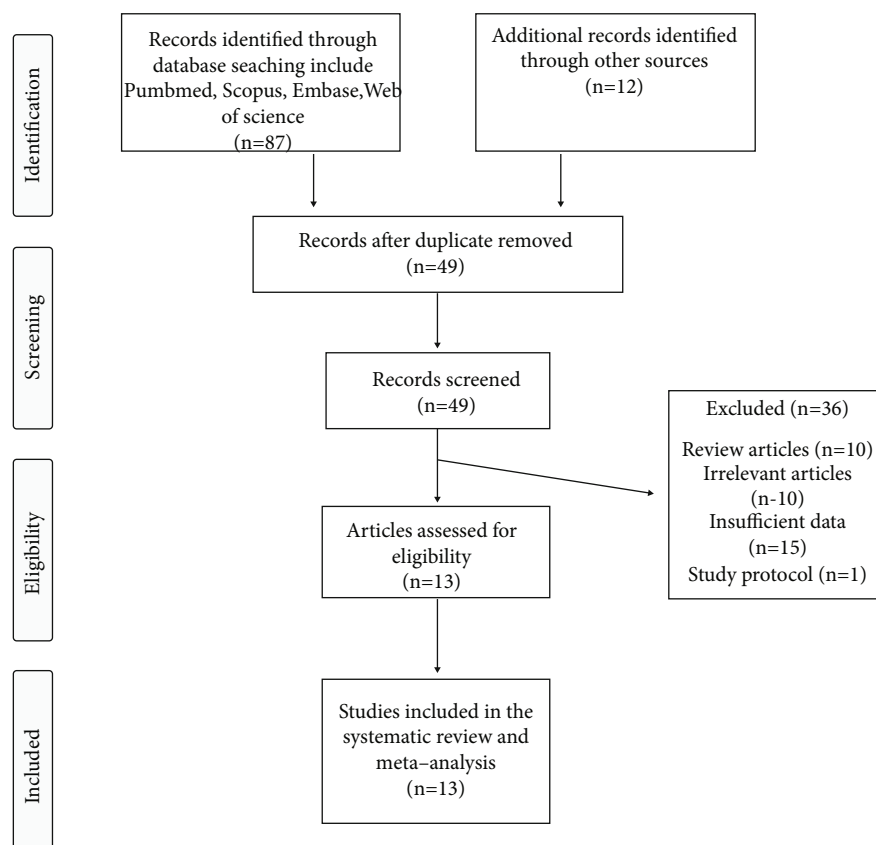 Identification
Records identified through
database seaching include
Pumbmed, Scopus, Embase,Web
of science
(n=87)
Additional records identified
through other sources
(n=12)
Records after duplicate removed
(n=49)
Screening
Records screened
(n=49)
Excluded (n=36)
Review articles (n=10)
Irrelevant articles
(n-10)
Insufficient data
(n=15)
Study protocol (n=1)
Eligibility
Articles assessed for
eligibility
(n=13)
Included
Studies included in the
systematic review and
meta–analysis
(n=13)